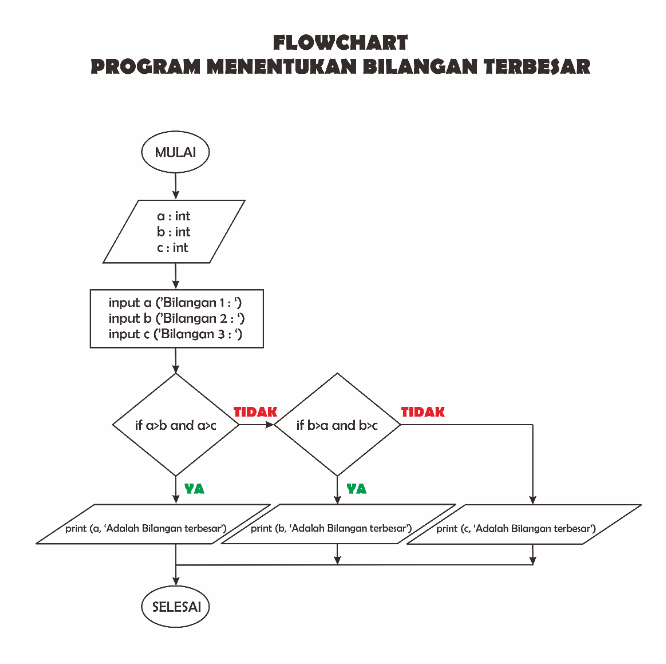 FLOWCHART
PROGRAM MENENTUKAN BILANGAN TERBESAR
MULAI
a : int
b : int
c : int
input a ('Bilangan 1 : ‘)
input b ('Bilangan 2 : ‘)
input c ('Bilangan 3 : ‘)
if a>b and a>c
TIDAK
if b>a and b>c
TIDAK
YA
YA
print (a, 'Adalah Bilangan terbesar')
print (b, 'Adalah Bilangan terbesar')
print (c, 'Adalah Bilangan terbesar')
SELESAI